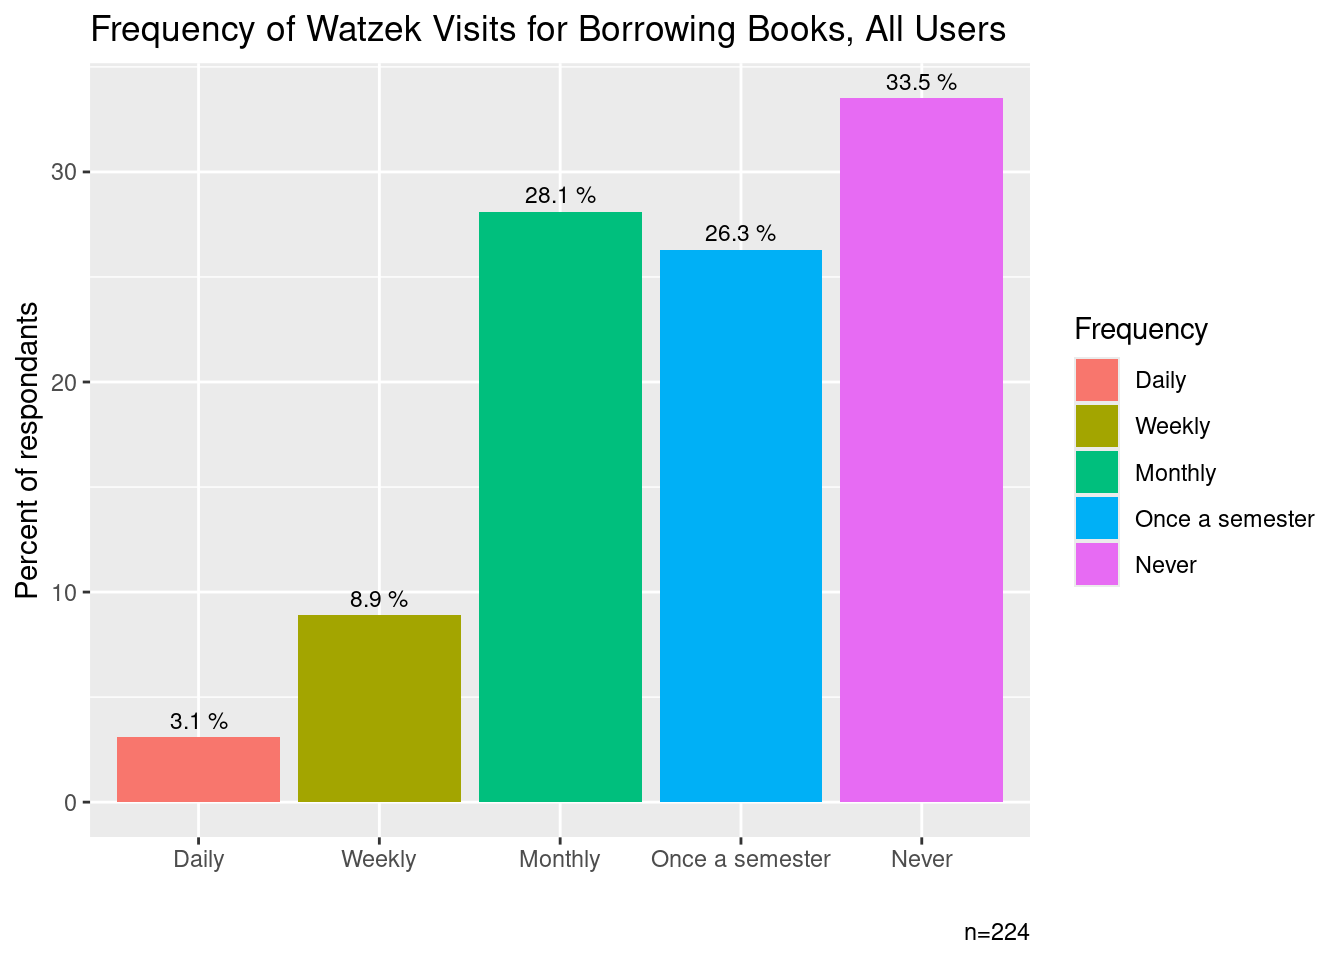 Frequency of Watzek Visits for Borrowing Books, All Users
33.5 %
28.1 %
26.3 %
8.9 %
3.1 %
30
20
10
0
Percent of respondants
Daily
Weekly
Monthly
Once a semester
Never
Frequency
Daily
Weekly
Monthly
Once a semester
Never
n=224